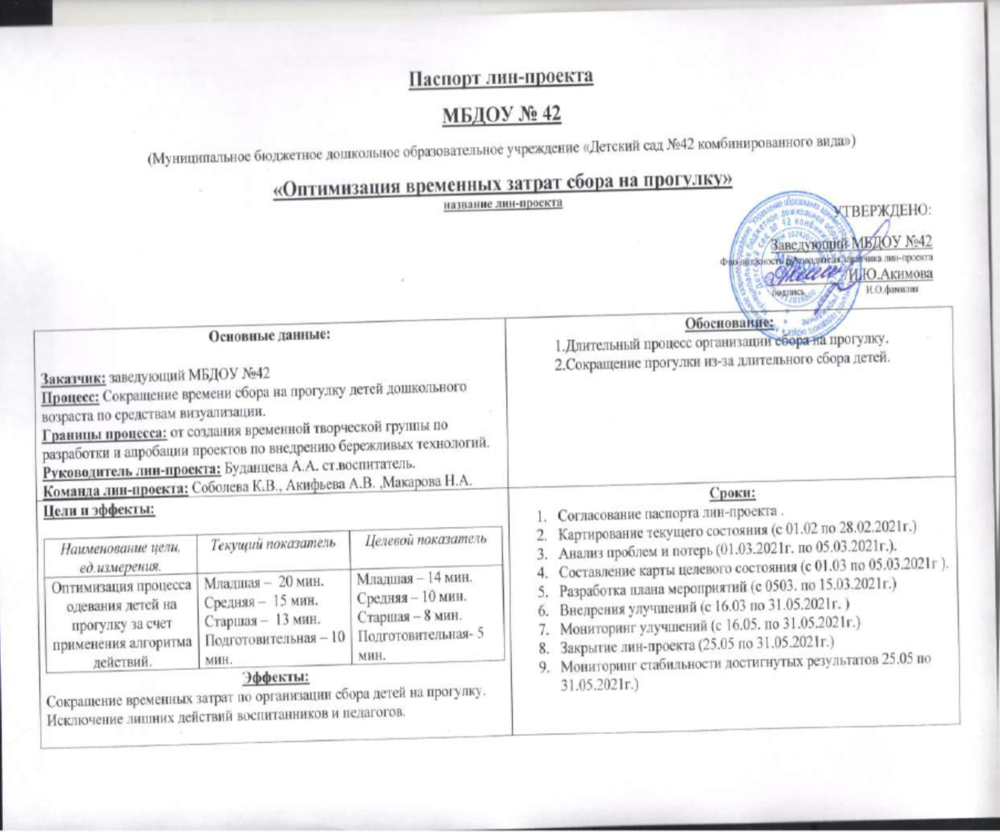 Паспорт лин-проекта
МБДОУ № 42
(Муниципальное бюджетное дошкольное образовательное учреждение «Детский сад №42 комбинированного вида»)
«Оптимизация временных затрат сбора на прогулку»
название лин-проекта
УТВЕРЖДЕНО:
Заведующий МБДОУ №42
Фио должность руководителя заказчика лин-проекта
/И.Ю.Акимова
подпись И.О.фамилия
Основные данные:
Заказчик: заведующий МБДОУ №42
Процесс: Сокращение времени сбора на прогулку детей дошкольного
возраста по средствам визуализации.
Границы процесса: от создания временной творческой группы по
разработки и апробации проектов по внедрению бережливых технологий.
Руководитель лин-проекта: Буданцева А.А. ст.воспитатель.
Команда лин-проекта: Соболева К.В., Акифьева А.В. ,Макарова Н.А.
Обоснование:
1.Длительный процесс организации сбора на прогулку.
2.Сокращение прогулки из-за длительного сбора детей.
Цели и эффекты:
Наименование цели,
ед.измерения.
Текущий показатель
Целевой показатель
Оптимизация процесса
одевания детей на
прогулку за счет
применения алгоритма
действий.
Младшая – 20 мин.
Средняя – 15 мин.
Старшая – 13 мин.
Подготовительная – 10
мин.
Младшая – 14 мин.
Средняя – 10 мин.
Старшая – 8 мин.
Подготовительная- 5
мин.
Эффекты:
Сокращение временных затрат по организации сбора детей на прогулку.
Исключение лишних действий воспитанников и педагогов.
Сроки:
1. Согласование паспорта лин-проекта .
2. Картирование текущего состояния (с 01.02 по 28.02.2021г.)
3. Анализ проблем и потерь (01.03.2021г. по 05.03.2021г.).
4. Составление карты целевого состояния (с 01.03 по 05.03.2021г ).
5. Разработка плана мероприятий (с 0503. по 15.03.2021г.)
6. Внедрения улучшений (с 16.03 по 31.05.2021г. )
7. Мониторинг улучшений (с 16.05. по 31.05.2021г.)
8. Закрытие лин-проекта (25.05 по 31.05.2021г.)
9. Мониторинг стабильности достигнутых результатов 25.05 по
31.05.2021г.)